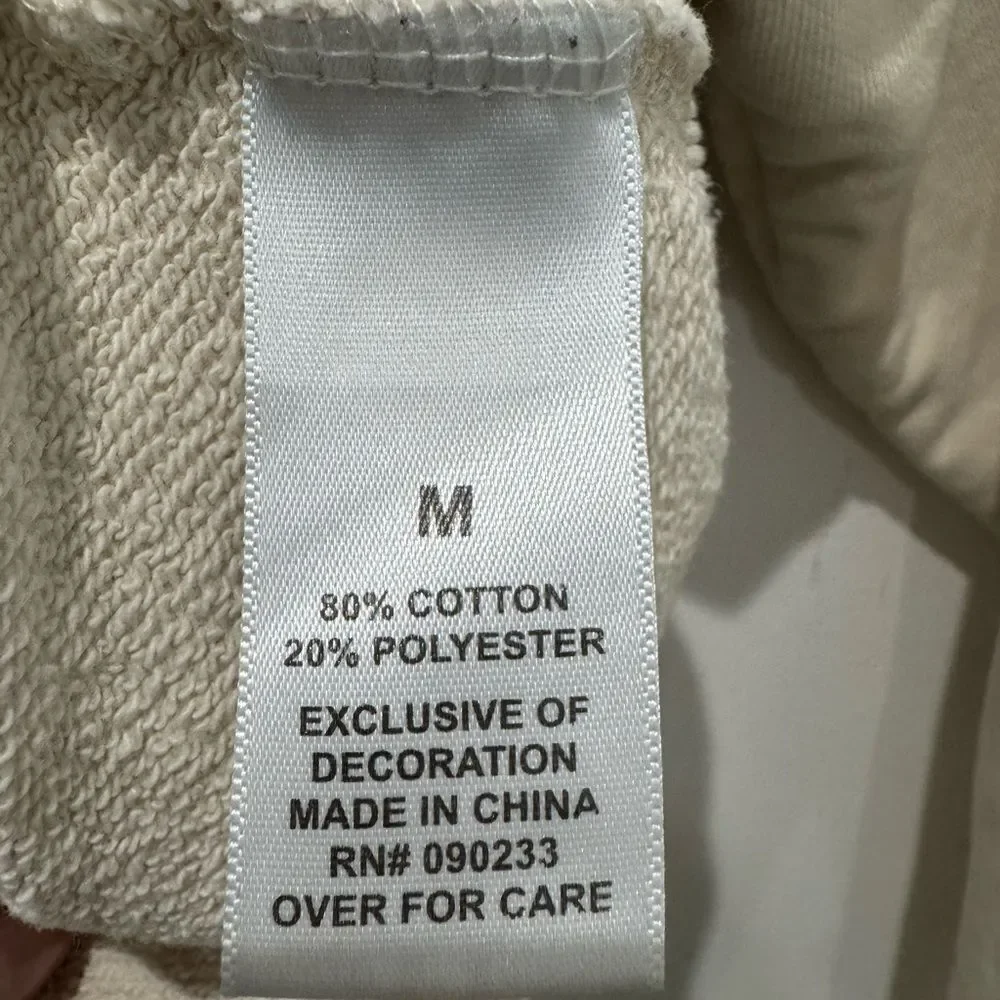 M
80% COTTON
20% POLYESTER
EXCLUSIVE OF
DECORATION
MADE IN CHINA
RN# 090233
OVER FOR CARE